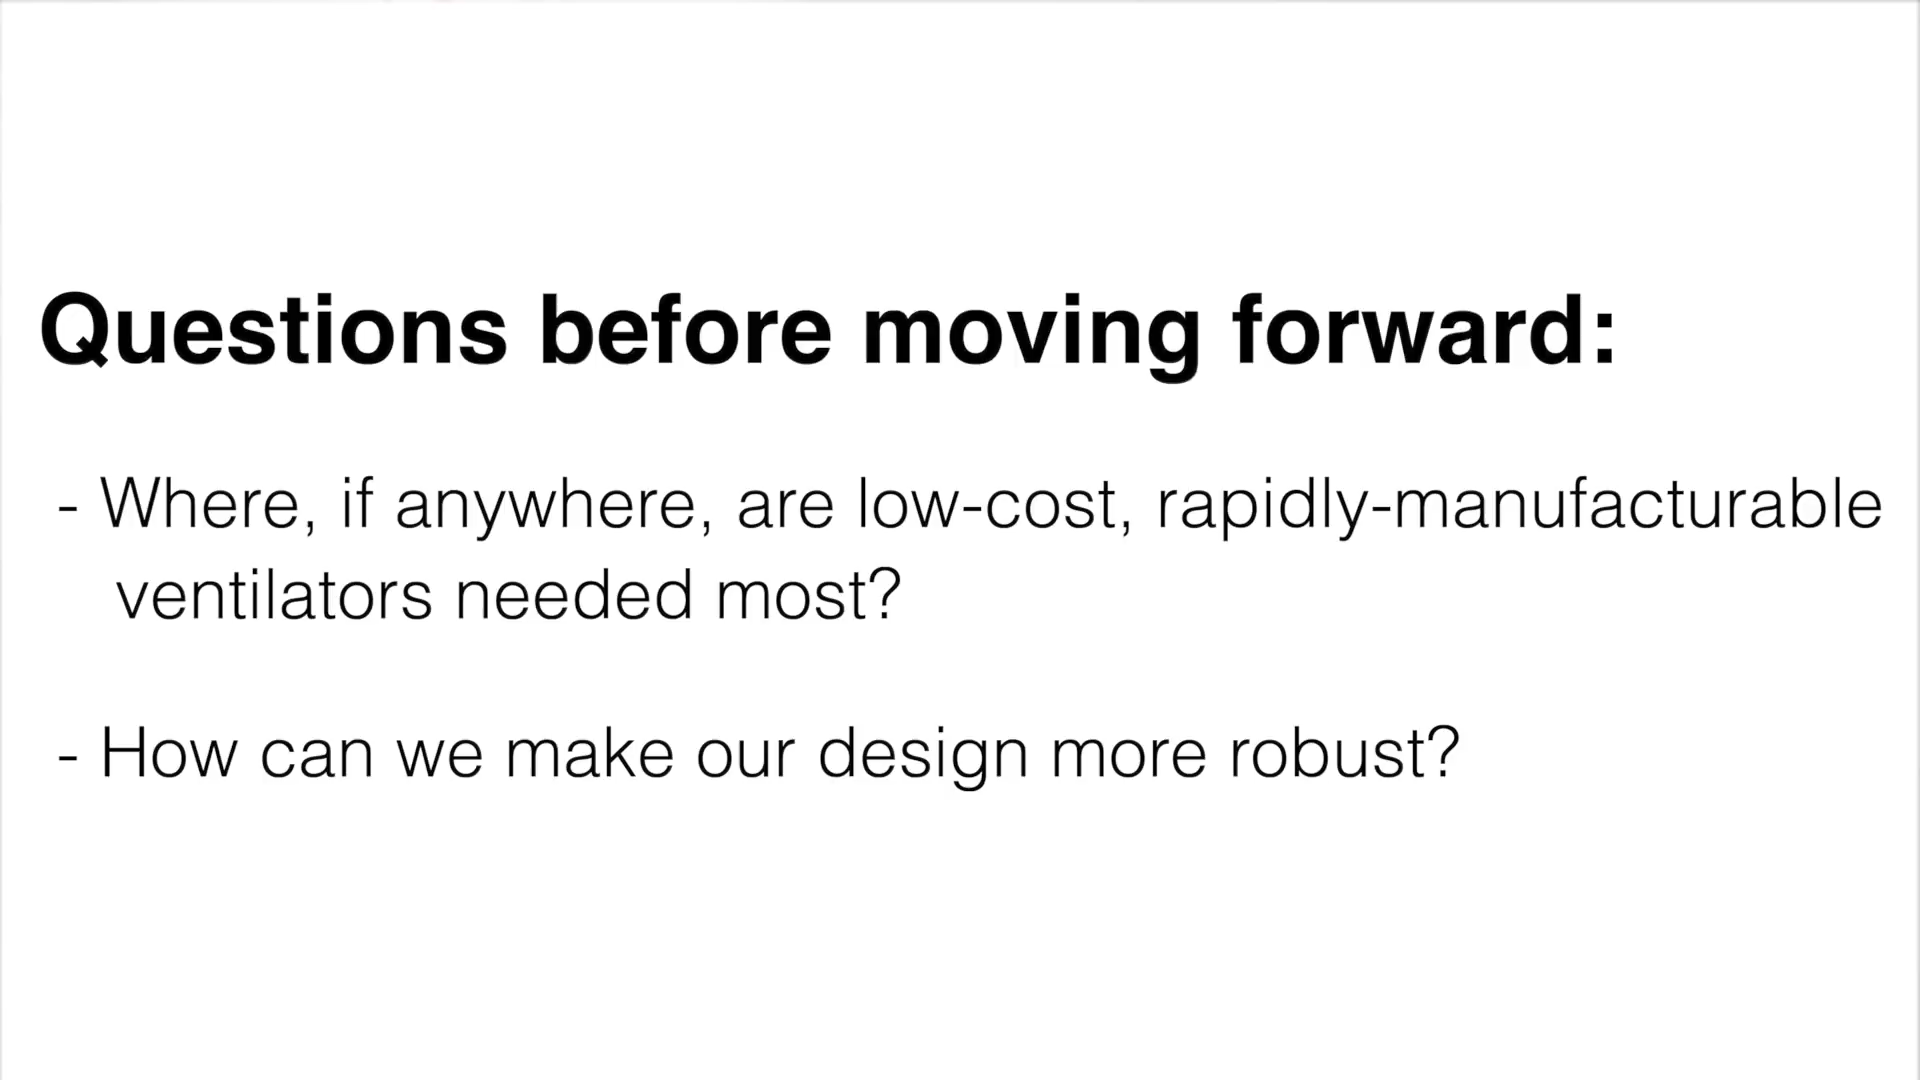 Questions before moving forward:
- Where, if anywhere, are low-cost, rapidly-manufacturable
ventilators needed most?
- How can we make our design more robust?